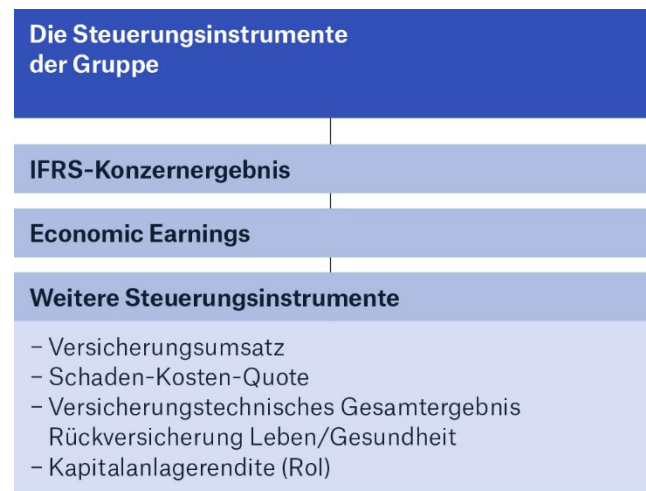 Die Steuerungsinstrumente
der Gruppe
IFRS-Konzernergebnis
Economic Earnings
Weitere Steuerungsinstrumente
– Versicherungsumsatz
– Schaden-Kosten-Quote
– Versicherungstechnisches Gesamtergebnis
Rückversicherung Leben/Gesundheit
– Kapitalanlagerendite (RoI)